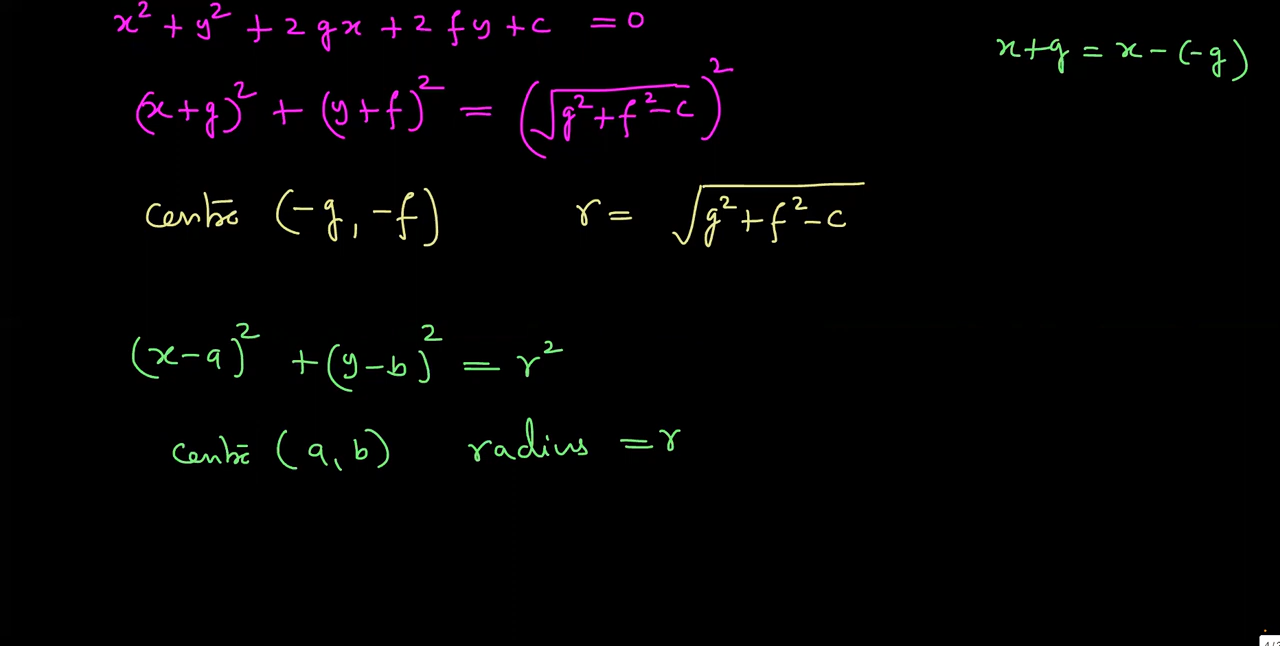 x² + y² + 2gx + 2fy + c = 0
x+g = x - (-g)
(x+g)² + (y+f)² = (√(g²+f²-c))²
centre (-g, -f) r = √(g²+f²-c)
(x-a)² + (y-b)² = r²
centre (a, b) radius = r